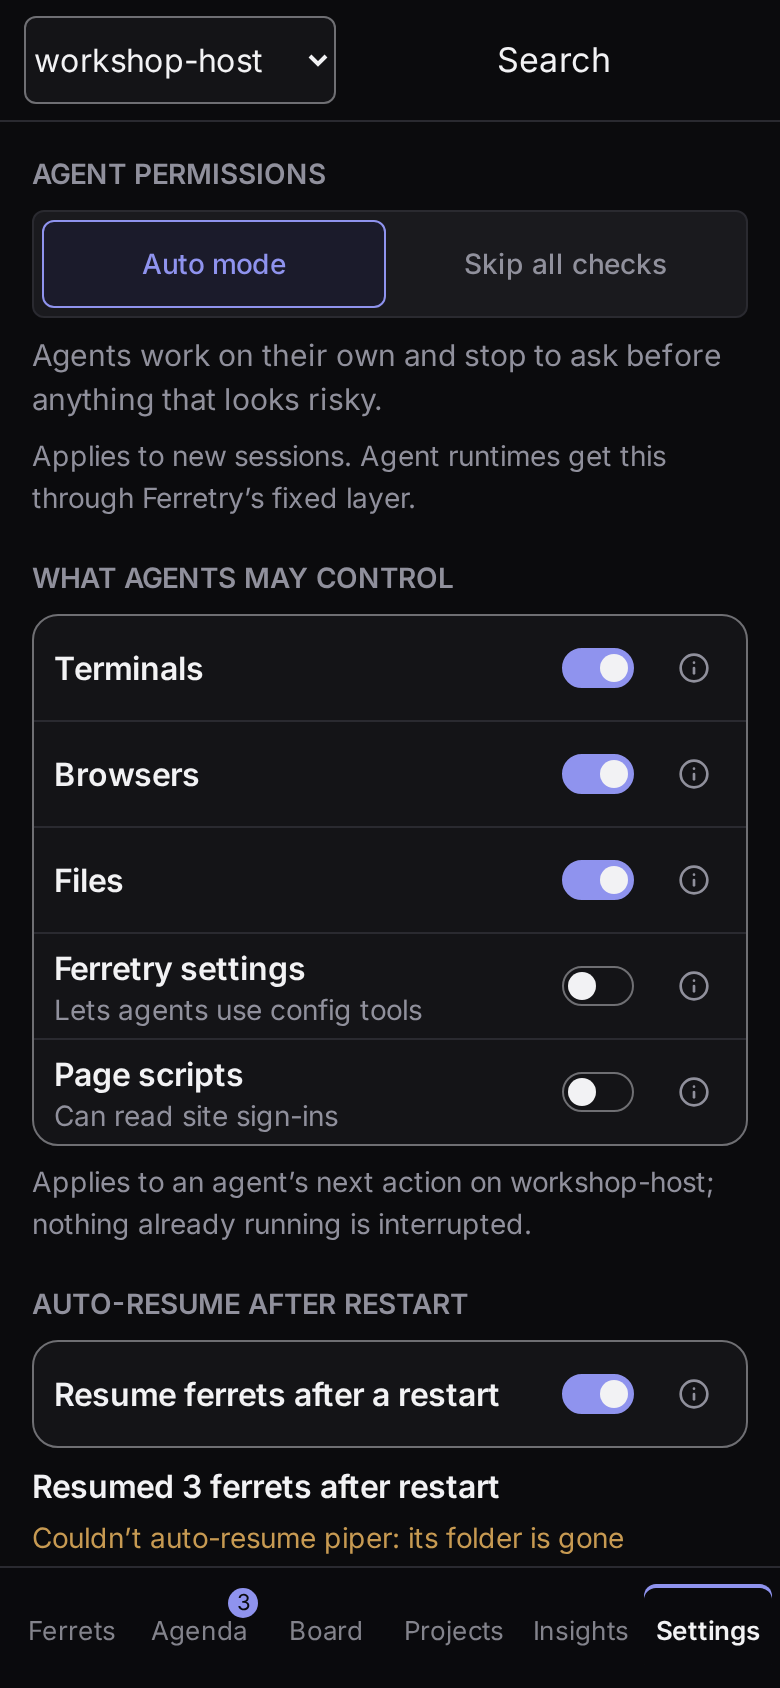 workshop-host
Search
AGENT PERMISSIONS
Auto mode
Skip all checks
Agents work on their own and stop to ask before
anything that looks risky.
Applies to new sessions. Agent runtimes get this
through Ferretry’s fixed layer.
WHAT AGENTS MAY CONTROL
Terminals
Browsers
Files
Ferretry settings
Lets agents use config tools
Page scripts
Can read site sign-ins
Applies to an agent’s next action on workshop-host;
nothing already running is interrupted.
AUTO-RESUME AFTER RESTART
Resume ferrets after a restart
Resumed 3 ferrets after restart
Couldn’t auto-resume piper: its folder is gone
3
Ferrets
Agenda
Board
Projects
Insights
Settings